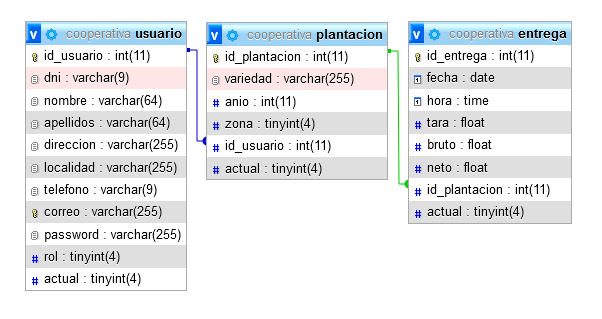 v cooperativa usuario
id_usuario : int(11)
dni : varchar(9)
nombre : varchar(64)
apellidos : varchar(64)
direccion : varchar(255)
localidad : varchar(255)
telefono : varchar(9)
correo : varchar(255)
password : varchar(255)
# rol : tinyint(4)
# actual : tinyint(4)
v cooperativa plantacion
id_plantacion : int(11)
variedad : varchar(255)
# anio : int(11)
# zona : tinyint(4)
# id_usuario : int(11)
# actual : tinyint(4)
v cooperativa entrega
id_entrega : int(11)
fecha : date
hora : time
# tara : float
# bruto : float
# neto : float
# id_plantacion : int(11)
# actual : tinyint(4)